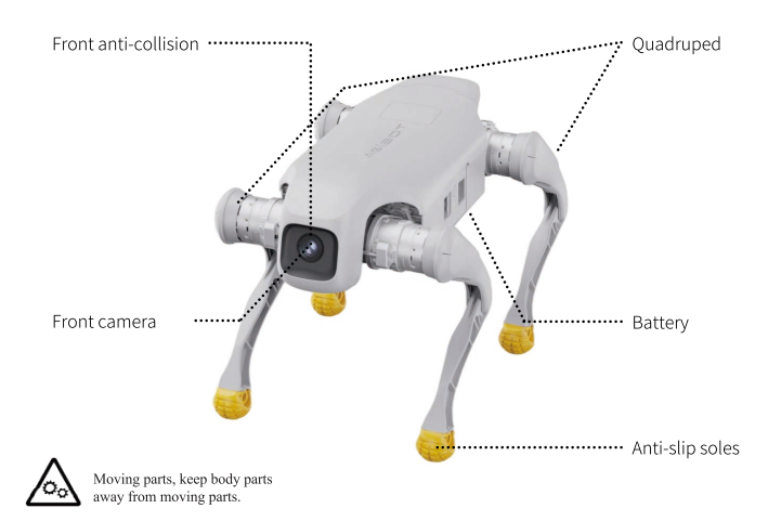 Front anti-collision
Quadruped
AGIBOT
Front camera
Battery
Anti-slip soles
Moving parts, keep body parts
away from moving parts.